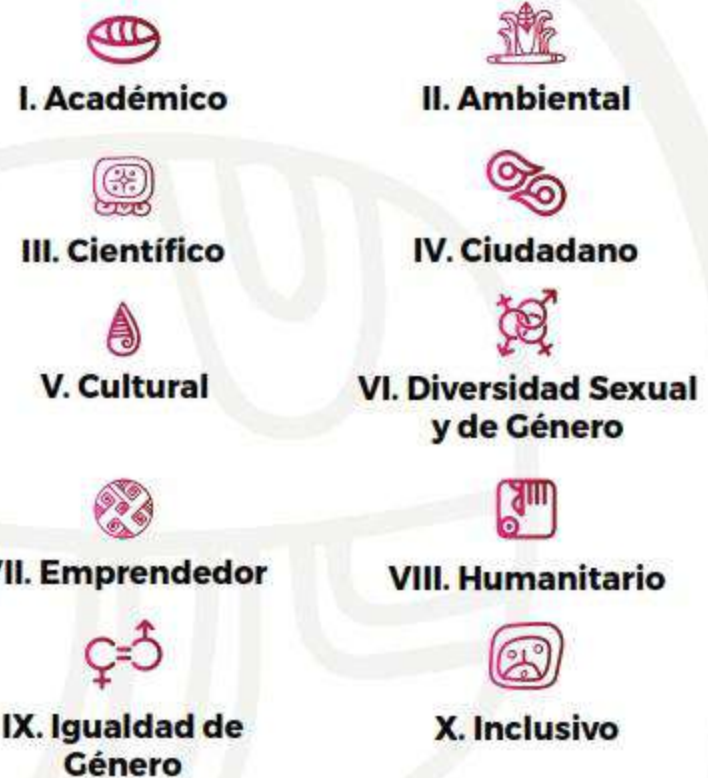 I. Académico
II. Ambiental
III. Científico
IV. Ciudadano
V. Cultural
VI. Diversidad Sexual
y de Género
II. Emprendedor
VIII. Humanitario
IX. Igualdad de
Género
X. Inclusivo